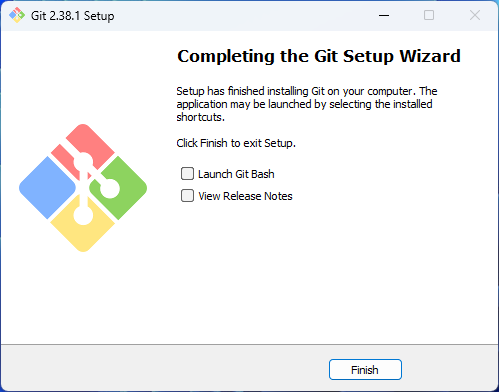 Git 2.38.1 Setup
Completing the Git Setup Wizard
Setup has finished installing Git on your computer. The
application may be launched by selecting the installed
shortcuts.
Click Finish to exit Setup.
Launch Git Bash
View Release Notes
Finish